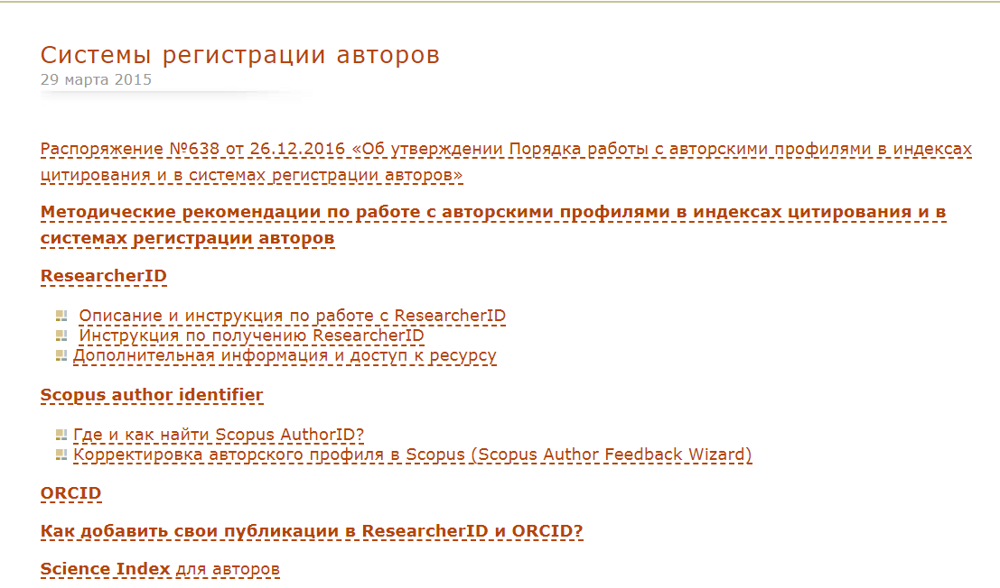 Системы регистрации авторов
29 марта 2015
Распоряжение №638 от 26.12.2016 «Об утверждении Порядка работы с авторскими профилями в индексах
цитирования и в системах регистрации авторов»
Методические рекомендации по работе с авторскими профилями в индексах цитирования и в
системах регистрации авторов
ResearcherID
Описание и инструкция по работе с ResearcherID
Инструкция по получению ResearcherID
Дополнительная информация и доступ к ресурсу
Scopus author identifier
Где и как найти Scopus AuthorID?
Корректировка авторского профиля в Scopus (Scopus Author Feedback Wizard)
ORCID
Как добавить свои публикации в ResearcherID и ORCID?
Science Index для авторов